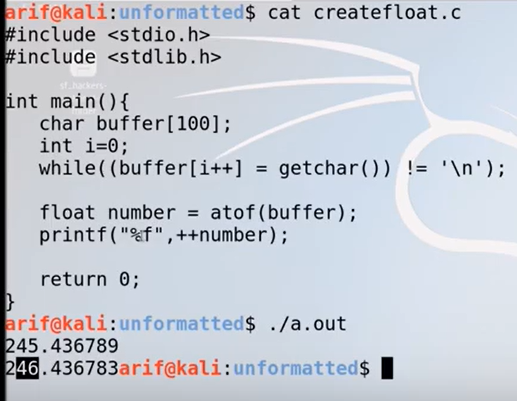 arif@kali:unformatted$ cat createfloat.c
#include <stdio.h>
#include <stdlib.h>
int main(){
char buffer[100];
int i=0;
while((buffer[i++] = getchar()) != '\n');
float number = atof(buffer);
printf("%f",++number);
return 0;
}
arif@kali:unformatted$ ./a.out
245.436789
246.436783arif@kali:unformatted$